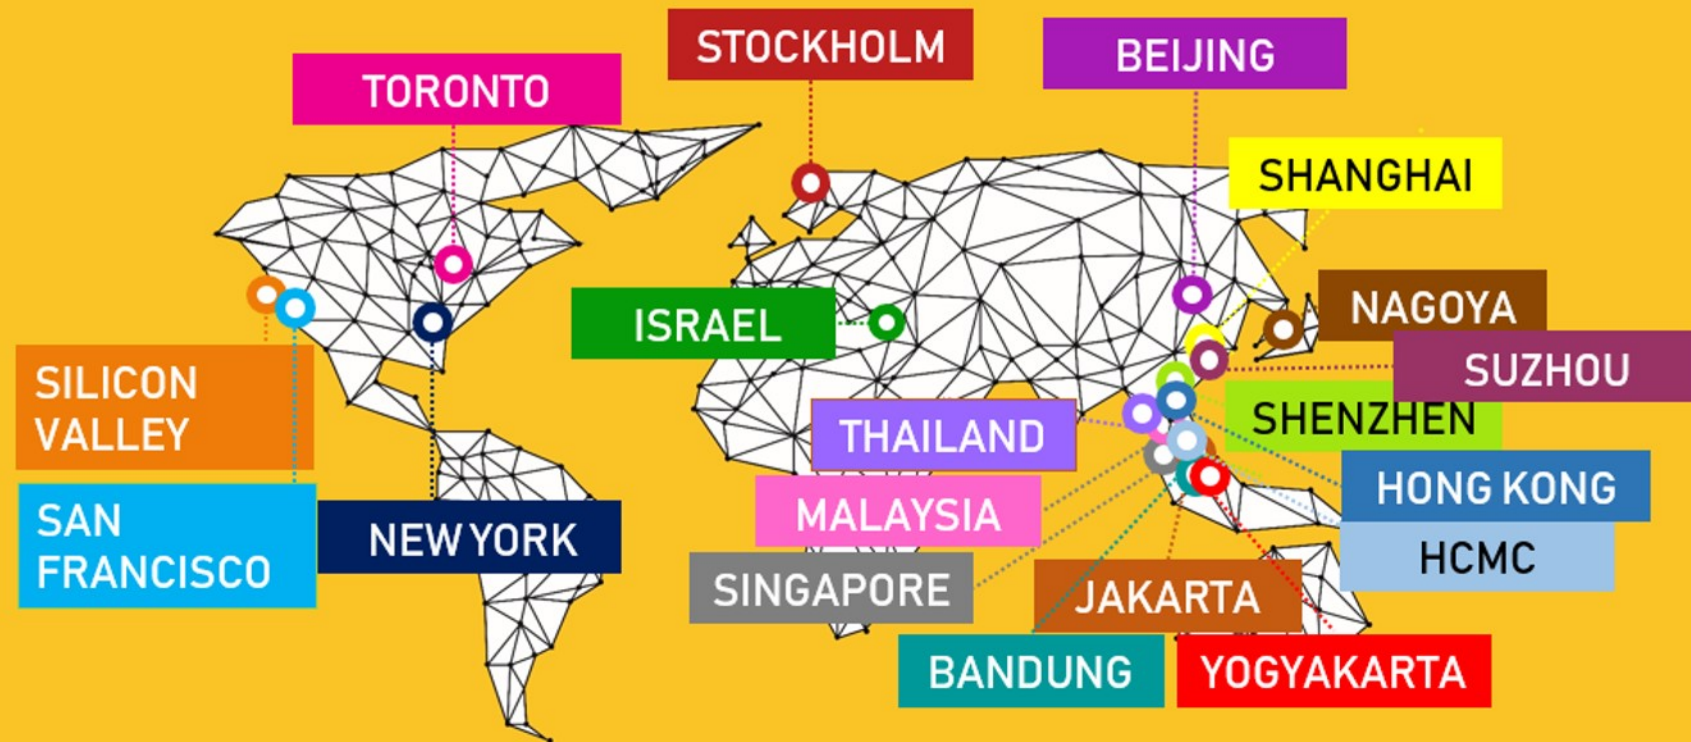 STOCKHOLM
BEIJING
TORONTO
SHANGHAI
NAGOYA
ISRAEL
SUZHOU
SILICON
VALLEY
SHENZHEN
THAILAND
HONG KONG
MALAYSIA
SAN
FRANCISCO
NEW YORK
HCMC
SINGAPORE
JAKARTA
BANDUNG
YOGYAKARTA